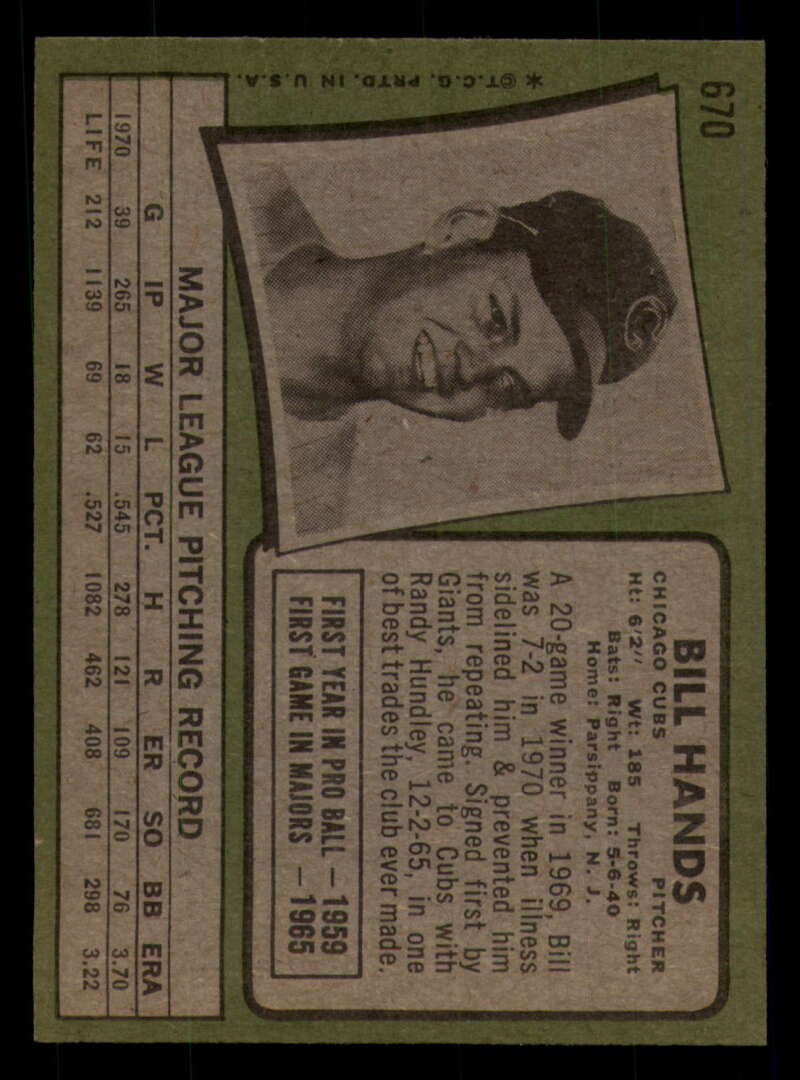 670
BILL HANDS
CHICAGO CUBS PITCHER
Ht: 6'2" Wt: 185 Throws: Right
Bats: Right Born: 5-6-40
Home: Parsippany, N. J.
A 20-game winner in 1969, Bill
was 7-2 in 1970 when illness
sidelined him & prevented him
from repeating. Signed first by
Giants, he came to Cubs with
Randy Hundley, 12-2-65, in one
of best trades the club ever made.
FIRST YEAR IN PRO BALL — 1959
FIRST GAME IN MAJORS — 1965
C
*©T.C.G. PRTD. IN U.S.A.
MAJOR LEAGUE PITCHING RECORD
G IP W L PCT. H R ER SO BB ERA
1970 39 265 18 15 .545 278 121 109 170 76 3.70
LIFE 212 1139 69 62 .527 1082 462 408 681 298 3.22